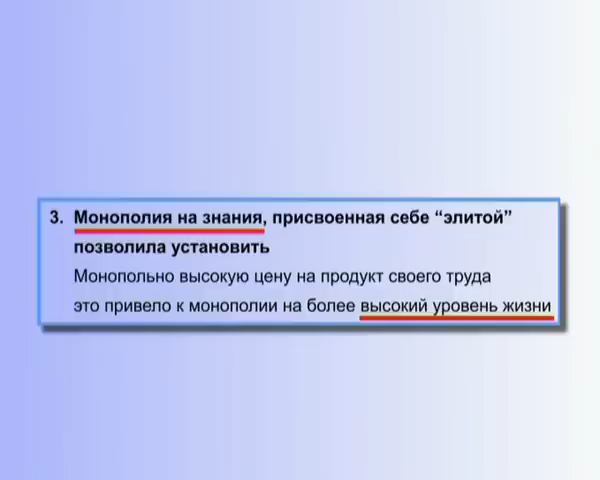 3. Монополия на знания, присвоенная себе “элитой”
позволила установить
Монопольно высокую цену на продукт своего труда
это привело к монополии на более высокий уровень жизни